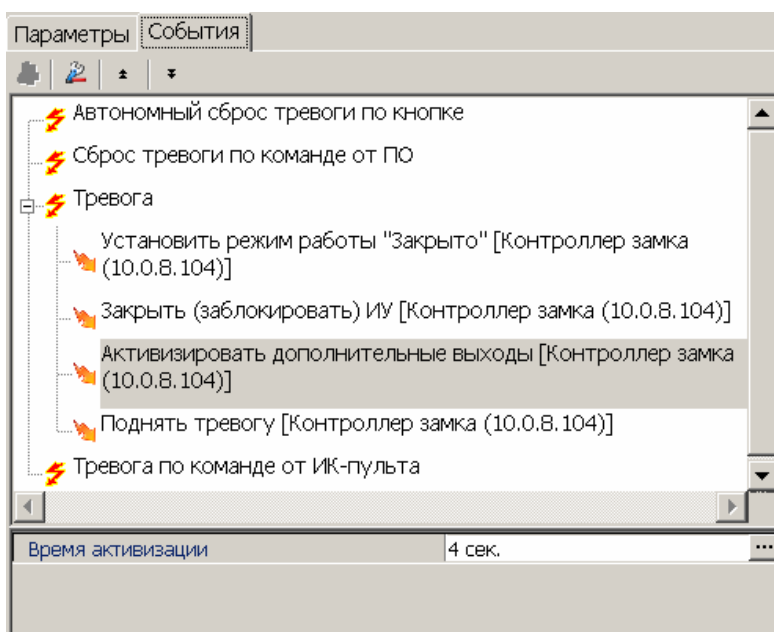 Параметры События
Автономный сброс тревоги по кнопке
Сброс тревоги по команде от ПО
Тревога
Установить режим работы "Закрыто" [Контроллер замка
(10.0.8.104)]
Закрыть (заблокировать) ИУ [Контроллер замка (10.0.8.104)]
Активизировать дополнительные выходы [Контроллер замка
(10.0.8.104)]
Поднять тревогу [Контроллер замка (10.0.8.104)]
Тревога по команде от ИК-пульта
Время активизации 4 сек. ...